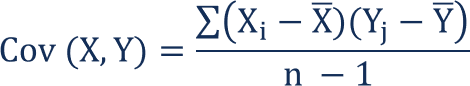 Cov (X, Y) = ∑(Xᵢ − X̅)(Yⱼ − Y̅) / n − 1